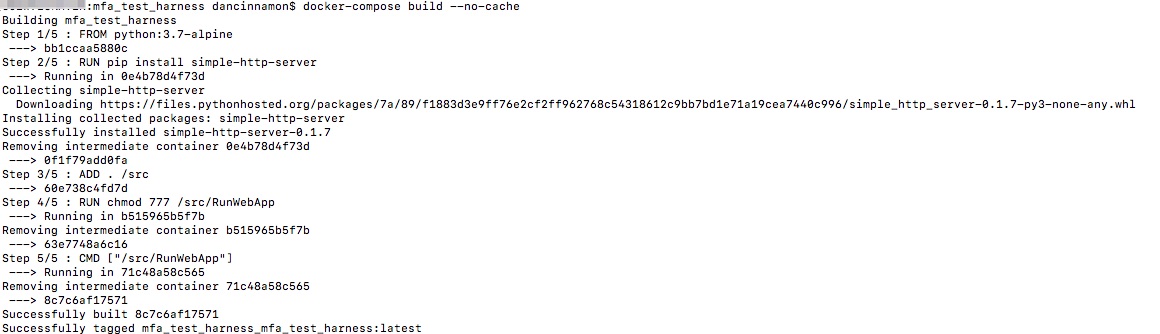 :mfa_test_harness dancinnamon$ docker-compose build --no-cache
Building mfa_test_harness
Step 1/5 : FROM python:3.7-alpine
 ---> bb1ccaa5880c
Step 2/5 : RUN pip install simple-http-server
 ---> Running in 0e4b78d4f73d
Collecting simple-http-server
  Downloading https://files.pythonhosted.org/packages/7a/89/f1883d3e9ff76e2cf2ff962768c54318612c9bb7bd1e71a19cea7440c996/simple_http_server-0.1.7-py3-none-any.whl
Installing collected packages: simple-http-server
Successfully installed simple-http-server-0.1.7
Removing intermediate container 0e4b78d4f73d
 ---> 0f1f79add0fa
Step 3/5 : ADD . /src
 ---> 60e738c4fd7d
Step 4/5 : RUN chmod 777 /src/RunWebApp
 ---> Running in b515965b5f7b
Removing intermediate container b515965b5f7b
 ---> 63e7748a6c16
Step 5/5 : CMD ["/src/RunWebApp"]
 ---> Running in 71c48a58c565
Removing intermediate container 71c48a58c565
 ---> 8c7c6af17571
Successfully built 8c7c6af17571
Successfully tagged mfa_test_harness_mfa_test_harness:latest